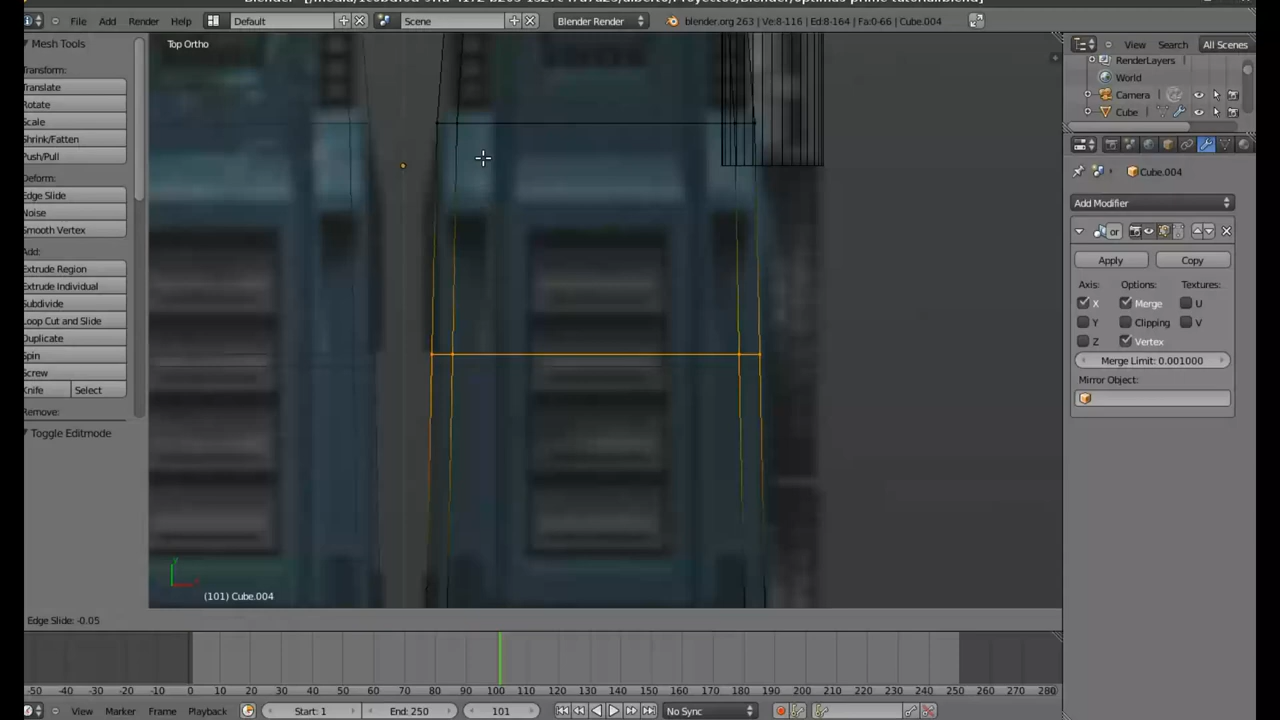 File Add Render Help Default Scene Blender Render blender.org 263 | Ve:8-116 | Ed:8-164 | Fa:0-66 | Cube.004
Mesh Tools
Transform:
Translate
Rotate
Scale
Shrink/Fatten
Push/Pull
Deform:
Edge Slide
Noise
Smooth Vertex
Add:
Extrude Region
Extrude Individual
Subdivide
Loop Cut and Slide
Duplicate
Spin
Screw
Knife Select
Remove:
Toggle Editmode
Top Ortho
(101) Cube.004
Edge Slide: -0.05
View Search All Scenes
RenderLayers
World
Camera
Cube
Cube.004
Add Modifier
or
Apply Copy
Axis: Options: Textures:
X Merge U
Y Clipping V
Z Vertex
Merge Limit: 0.001000
Mirror Object:
-50 -40 -30 -20 -10 0 10 20 30 40 50 60 70 80 90 100 110 120 130 140 150 160 170 180 190 200 210 220 230 240 250 260 270 280
View Marker Frame Playback Start: 1 End: 250 101 No Sync